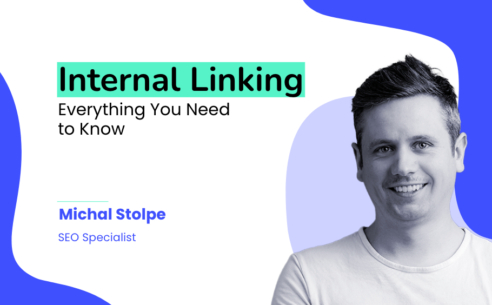 Internal Linking
Everything You Need
to Know
Michal Stolpe
SEO Specialist